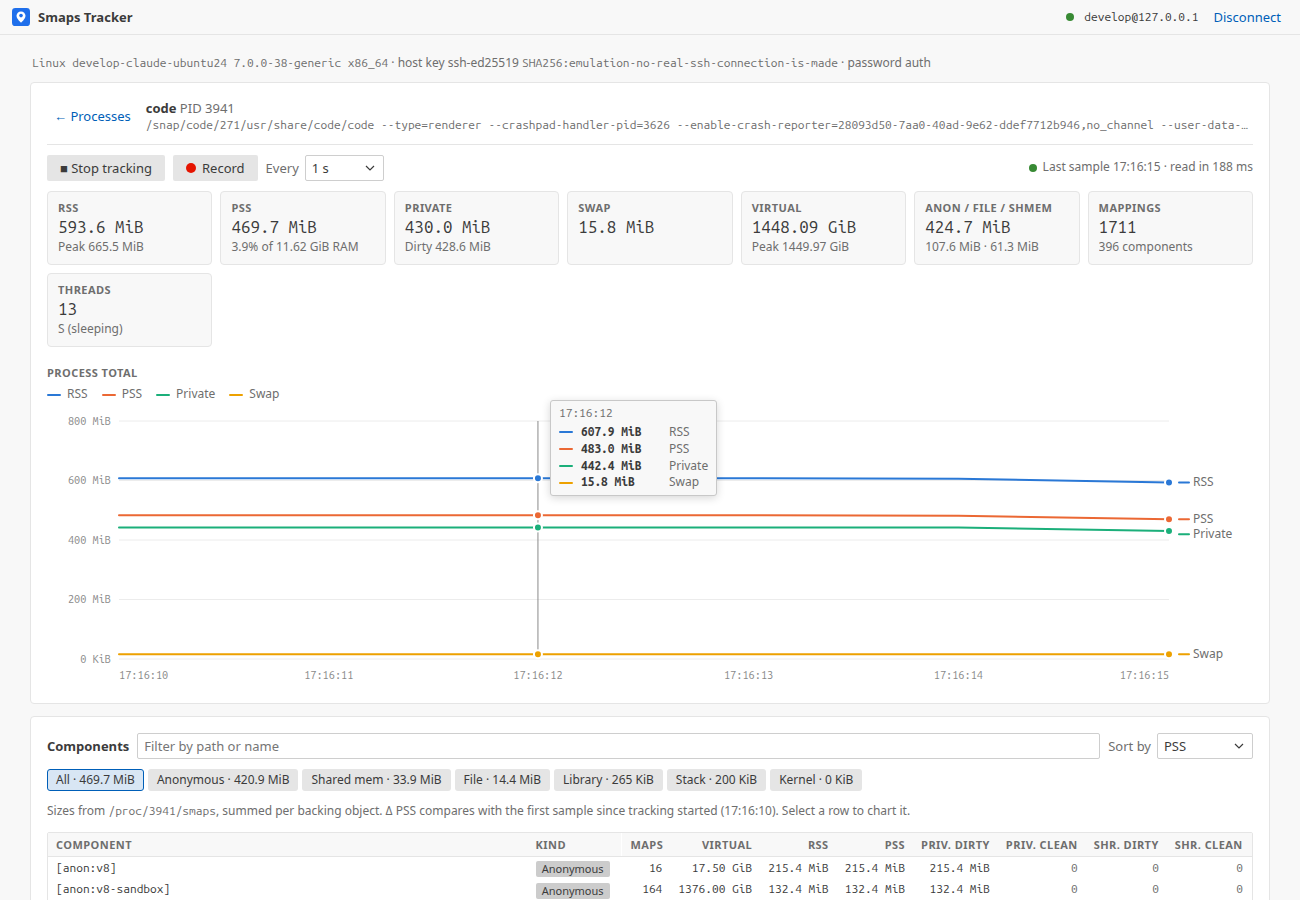 Smaps Tracker
develop@127.0.0.1 Disconnect
Linux develop-claude-ubuntu24 7.0.0-38-generic x86_64 · host key ssh-ed25519 SHA256:emulation-no-real-ssh-connection-is-made · password auth
← Processes
code PID 3941
/snap/code/271/usr/share/code/code --type=renderer --crashpad-handler-pid=3626 --enable-crash-reporter=28093d50-7aa0-40ad-9e62-ddef7712b946,no_channel --user-data-…
■ Stop tracking Record Every 1 s Last sample 17:16:15 · read in 188 ms
RSS
593.6 MiB
Peak 665.5 MiB
PSS
469.7 MiB
3.9% of 11.62 GiB RAM
PRIVATE
430.0 MiB
Dirty 428.6 MiB
SWAP
15.8 MiB
VIRTUAL
1448.09 GiB
Peak 1449.97 GiB
ANON / FILE / SHMEM
424.7 MiB
107.6 MiB · 61.3 MiB
MAPPINGS
1711
396 components
THREADS
13
S (sleeping)
PROCESS TOTAL
RSS PSS Private Swap
17:16:12
607.9 MiB RSS
483.0 MiB PSS
442.4 MiB Private
15.8 MiB Swap
800 MiB
600 MiB
400 MiB
200 MiB
0 KiB
RSS
PSS
Private
Swap
17:16:10 17:16:11 17:16:12 17:16:13 17:16:14 17:16:15
Components Filter by path or name Sort by PSS
All · 469.7 MiB Anonymous · 420.9 MiB Shared mem · 33.9 MiB File · 14.4 MiB Library · 265 KiB Stack · 200 KiB Kernel · 0 KiB
Sizes from /proc/3941/smaps, summed per backing object. Δ PSS compares with the first sample since tracking started (17:16:10). Select a row to chart it.
COMPONENT KIND MAPS VIRTUAL RSS PSS PRIV. DIRTY PRIV. CLEAN SHR. DIRTY SHR. CLEAN
[anon:v8] Anonymous 16 17.50 GiB 215.4 MiB 215.4 MiB 215.4 MiB 0 0 0
[anon:v8-sandbox] Anonymous 164 1376.00 GiB 132.4 MiB 132.4 MiB 132.4 MiB 0 0 0